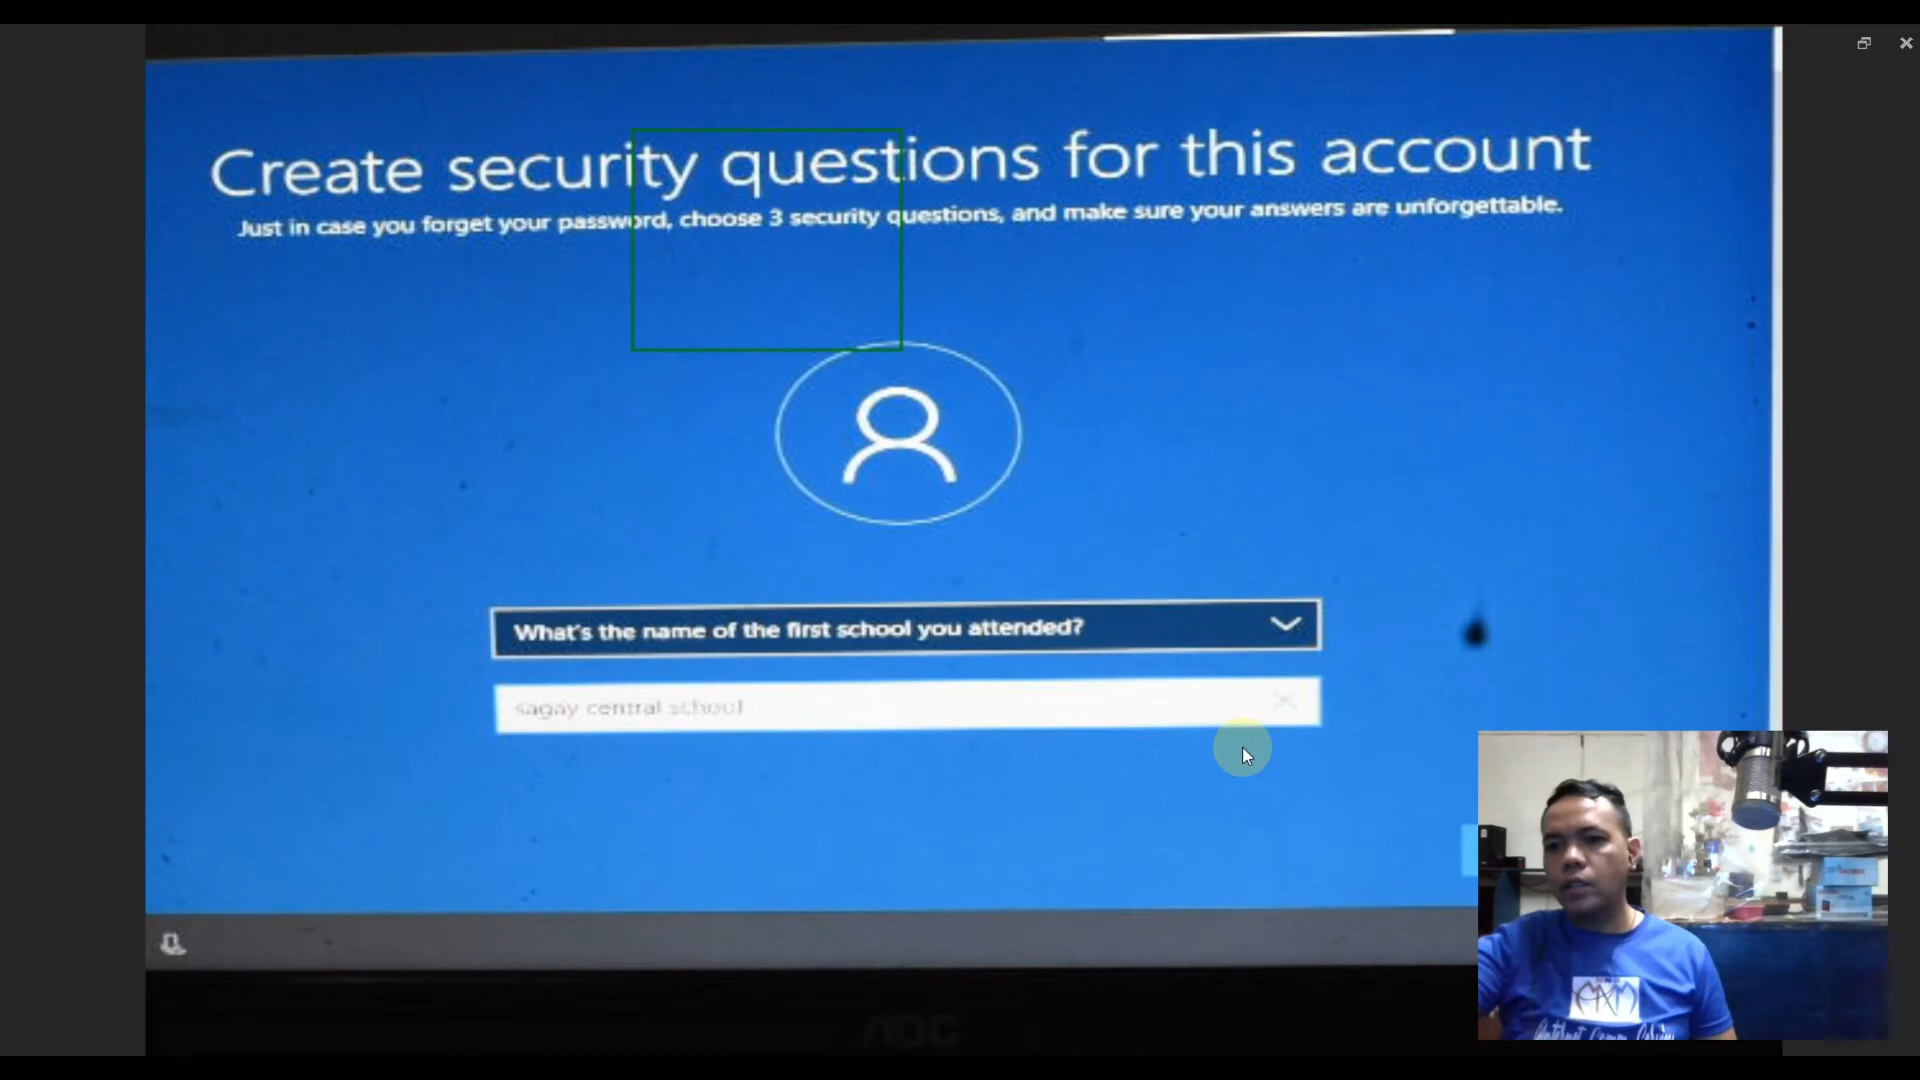 Create security questions for this account
Just in case you forget your password, choose 3 security questions, and make sure your answers are unforgettable.
What's the name of the first school you attended?
sagay central school
AOC